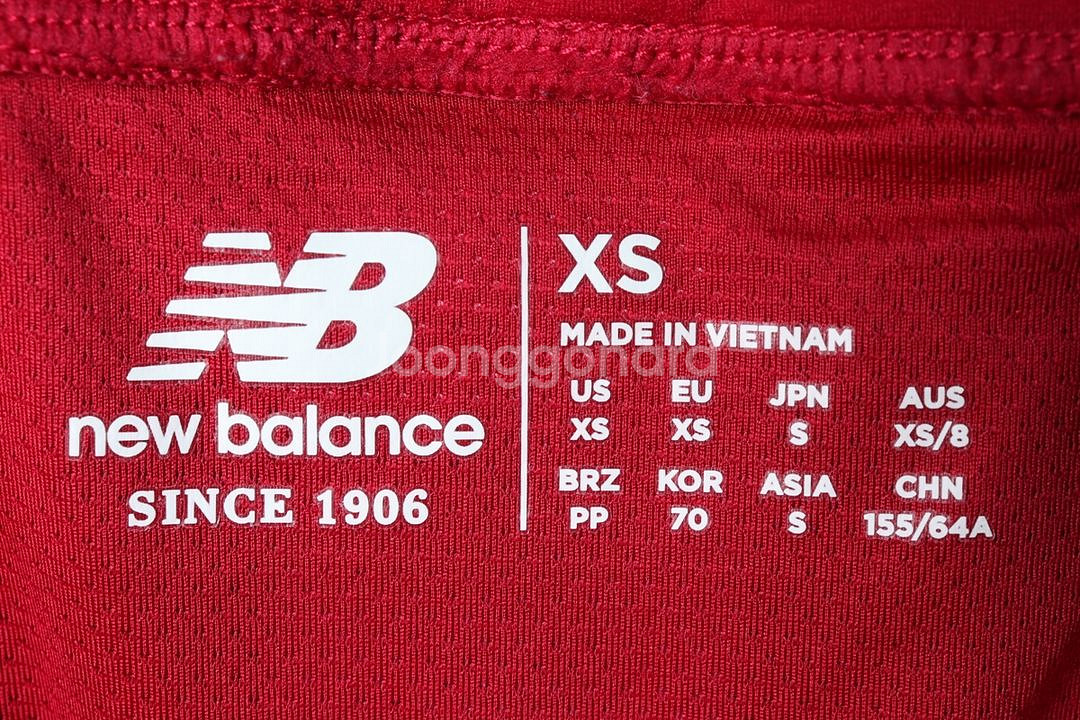 NB
new balance
SINCE 1906
XS
MADE IN VIETNAM
US EU JPN AUS
XS XS S XS/8
BRZ KOR ASIA CHN
PP 70 S 155/64A